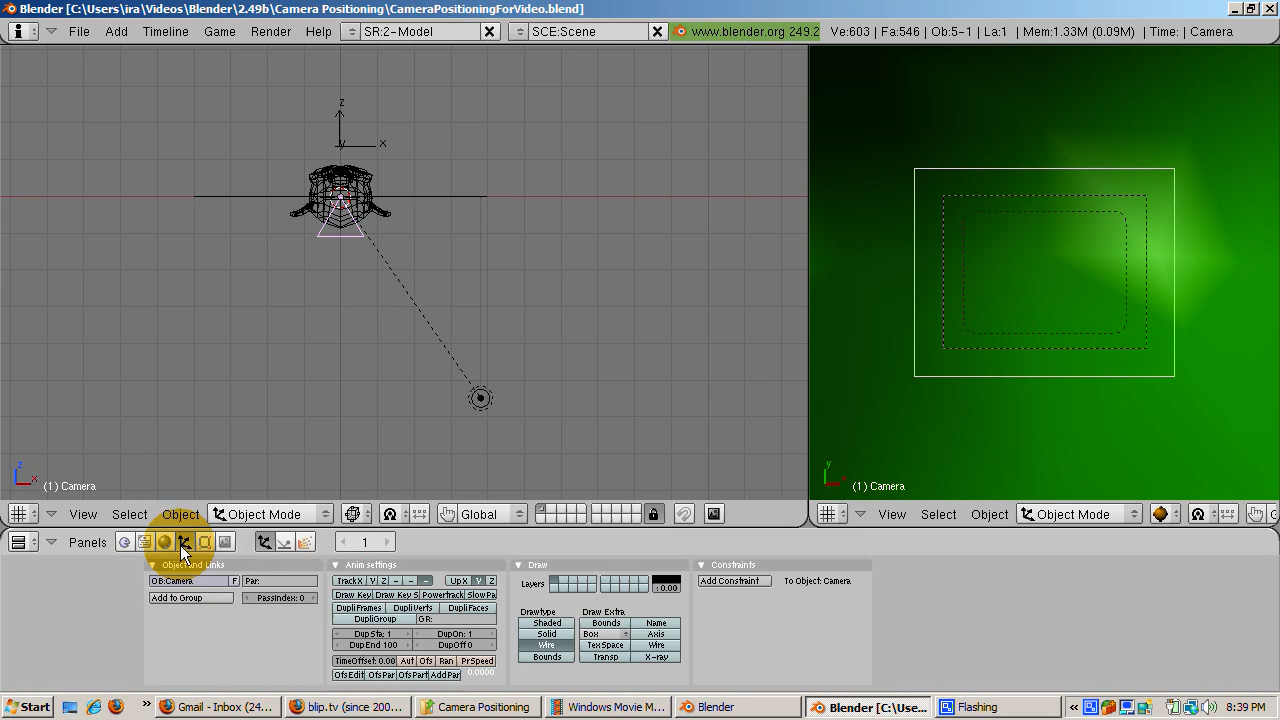 Blender [C:\Users\ira\Videos\Blender\2.49b\Camera Positioning\CameraPositioningForVideo.blend]
File Add Timeline Game Render Help SR:2-Model SCE:Scene www.blender.org 249.2 Ve:603 | Fa:546 | Ob:5-1 | La:1 | Mem:1.33M (0.09M) | Time: | Camera
z
x
y
z
x
(1) Camera
y
(1) Camera
View Select Object Object Mode Global
View Select Object Object Mode G
Panels 1
Object and Links Anim settings Draw Constraints
OB:Camera F Par:
Add to Group PassIndex: 0
TrackX Y Z - - - UpX Y Z
Draw Key Draw Key S Powertrack SlowPa
DupliFrames DupliVerts DupliFaces
DupliGroup GR:
DupSta: 1 DupOn: 1
DupEnd 100 DupOff 0
TimeOffset: 0.00 Aut Ofs Ran PrSpeed
OfsEdit OfsPar OfsPart AddPar 0.0000
Layers : 0.00
Drawtype Draw Extra
Shaded Bounds Name
Solid Box Axis
Wire TexSpace Wire
Bounds Transp X-ray
Add Constraint To Object: Camera
Start Gmail - Inbox (24... blip.tv (since 200... Camera Positioning Windows Movie M... Blender Blender [C:\Use... Flashing 8:39 PM